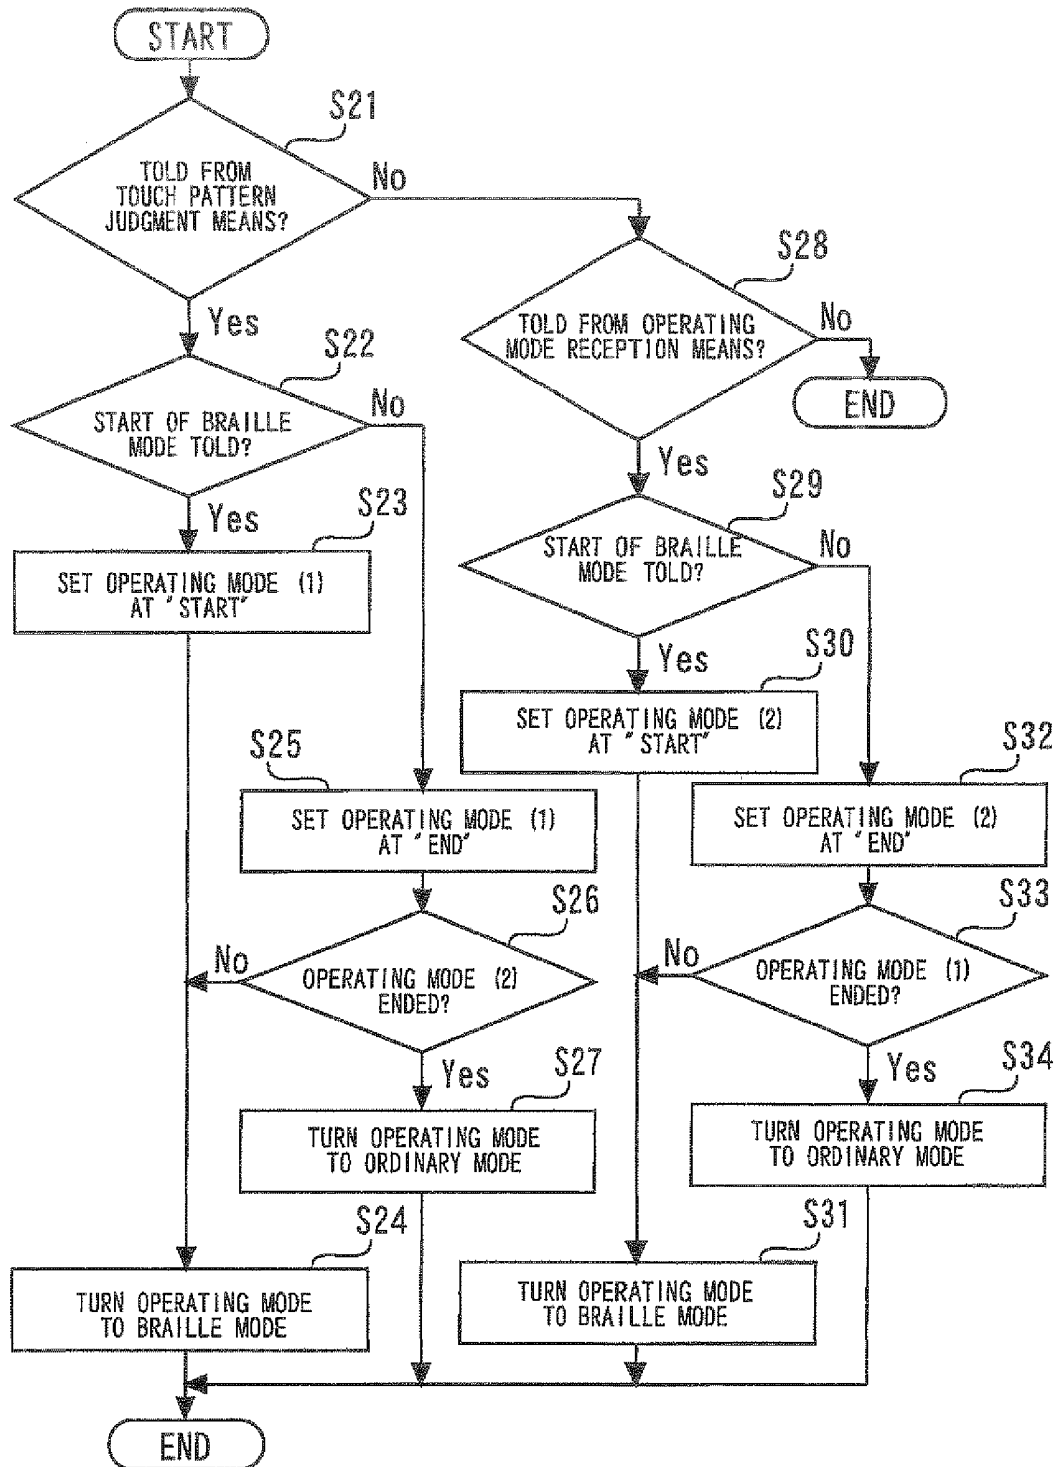 START
S21
TOLD FROM
TOUCH PATTERN
JUDGMENT MEANS?
No
Yes
S28
TOLD FROM OPERATING
MODE RECEPTION MEANS?
No
END
Yes
S22
START OF BRAILLE
MODE TOLD?
No
Yes
S23
SET OPERATING MODE (1)
AT "START"
S29
START OF BRAILLE
MODE TOLD?
No
Yes
S30
SET OPERATING MODE (2)
AT "START"
S25
SET OPERATING MODE (1)
AT "END"
S32
SET OPERATING MODE (2)
AT "END"
S26
OPERATING MODE (2)
ENDED?
No
Yes
S33
OPERATING MODE (1)
ENDED?
No
Yes
S27
TURN OPERATING MODE
TO ORDINARY MODE
S34
TURN OPERATING MODE
TO ORDINARY MODE
S24
TURN OPERATING MODE
TO BRAILLE MODE
S31
TURN OPERATING MODE
TO BRAILLE MODE
END